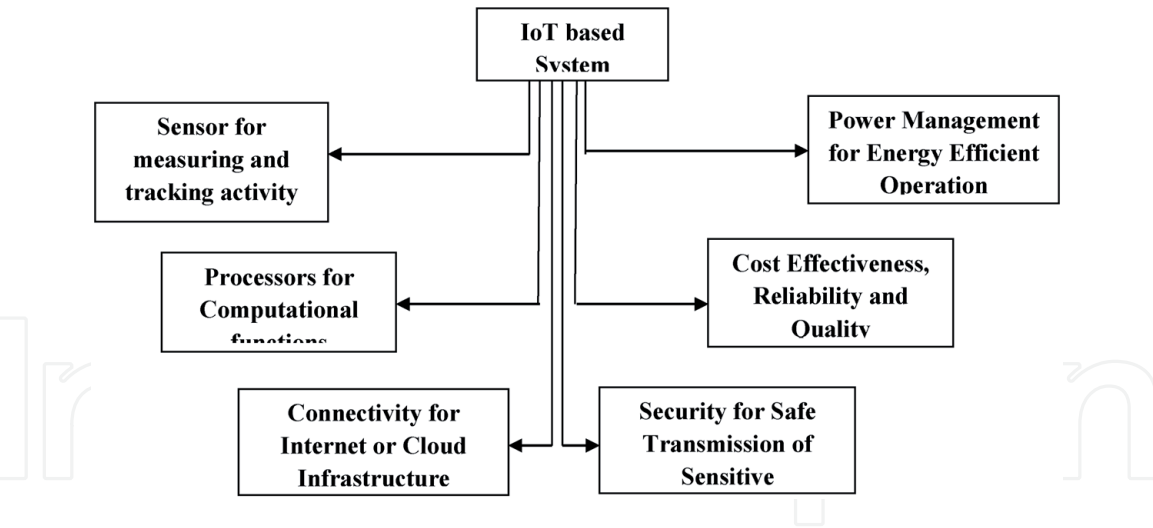 IoT based
System
Sensor for
measuring and
tracking activity
Power Management
for Energy Efficient
Operation
Processors for
Computational
functions
Cost Effectiveness,
Reliability and
Quality
Connectivity for
Internet or Cloud
Infrastructure
Security for Safe
Transmission of
Sensitive